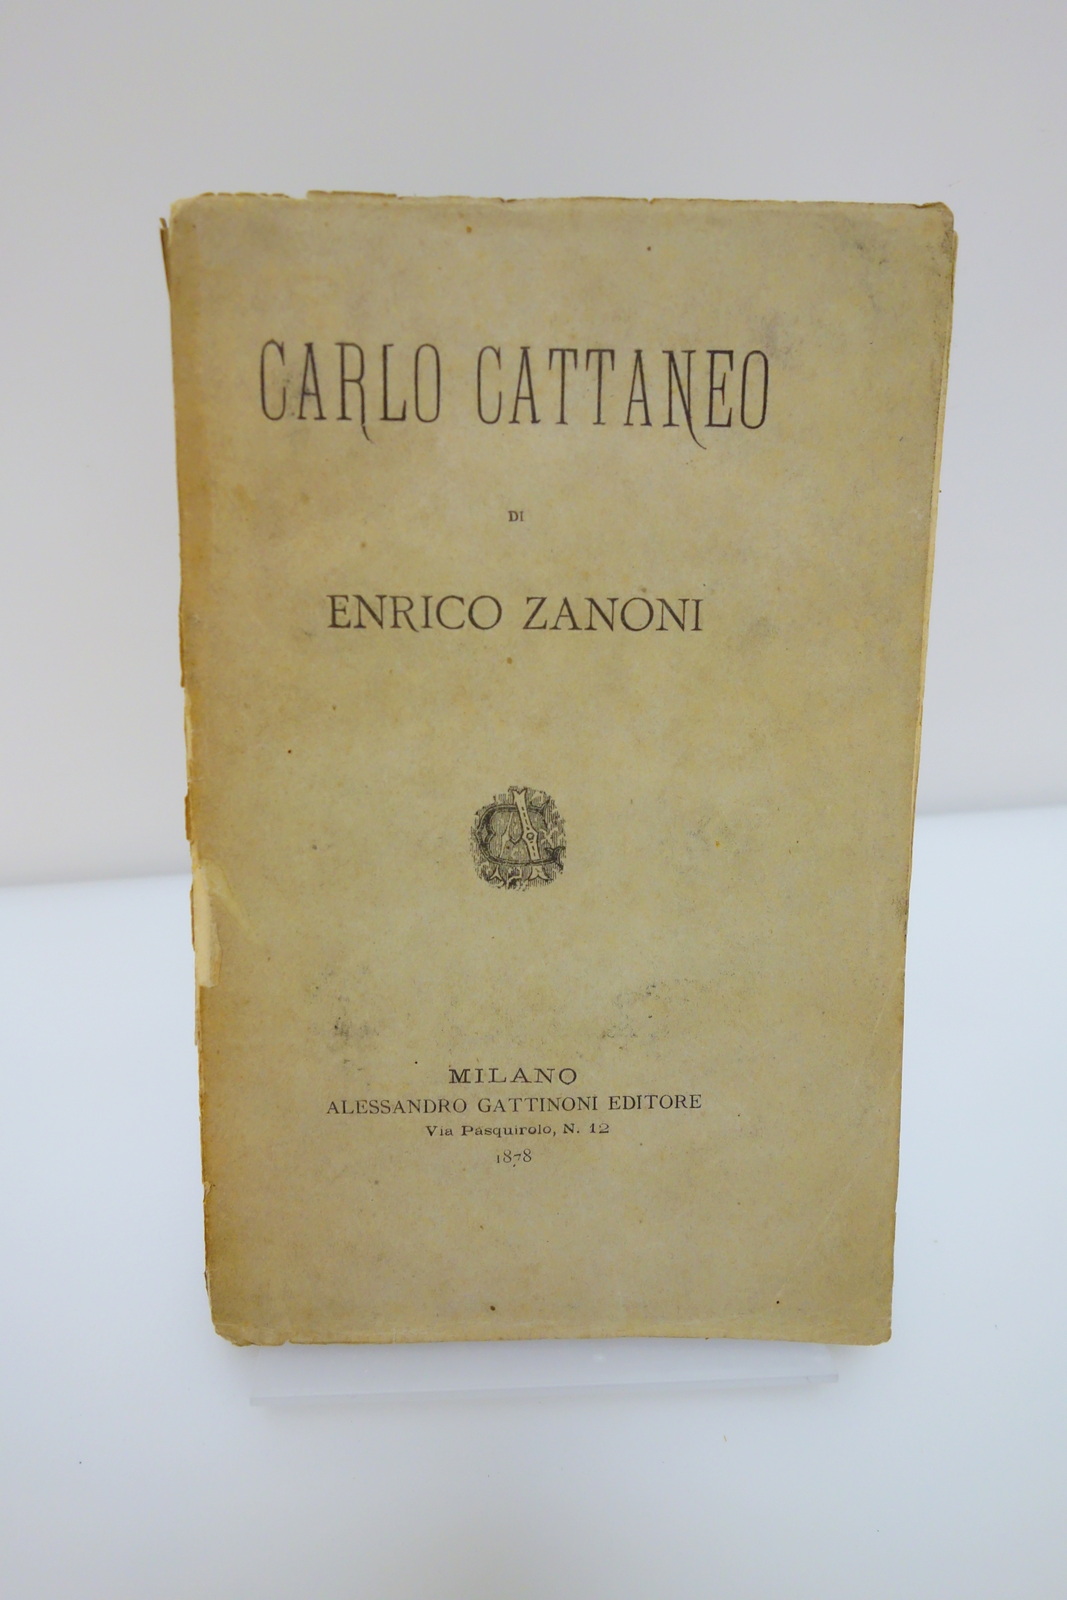 CARLO CATTANEO
DI
ENRICO ZANONI
MILANO
ALESSANDRO GATTINONI EDITORE
Via Pasquirolo, N. 12
1878